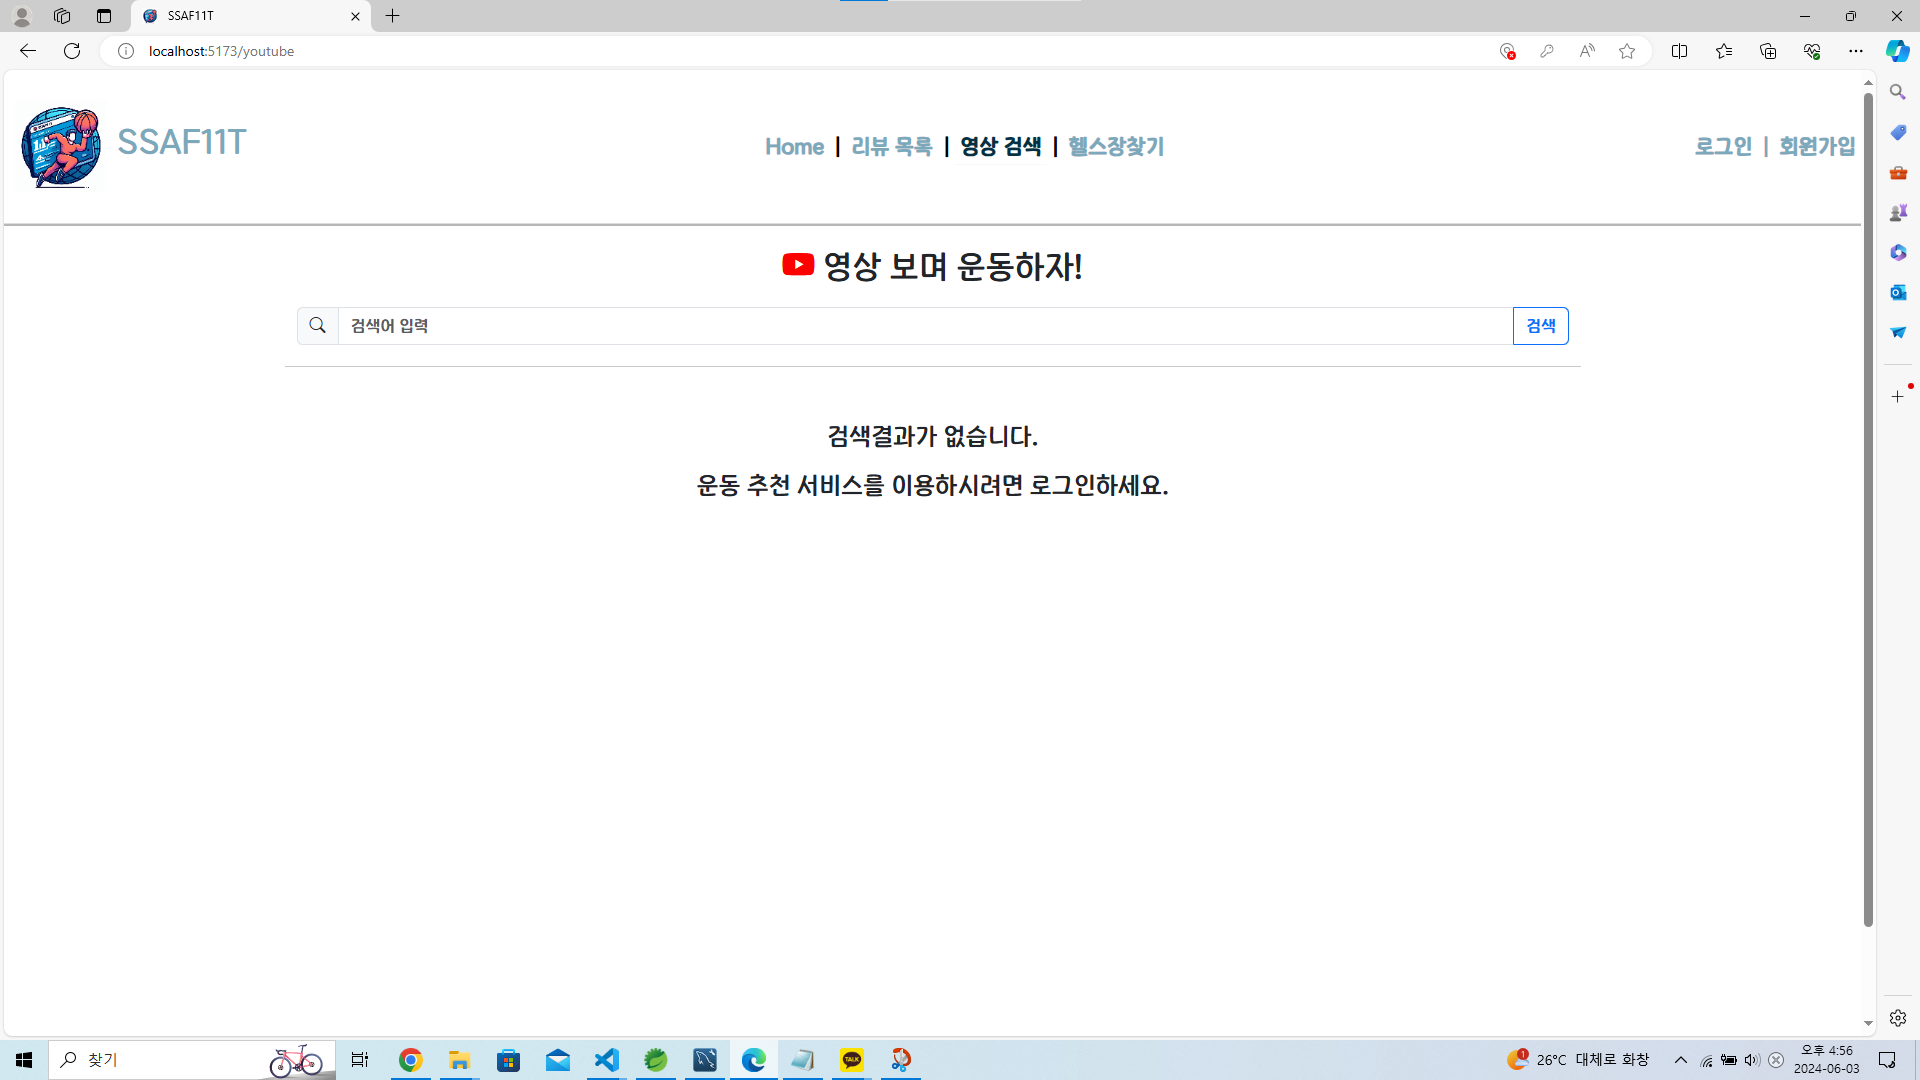 SSAF11T
localhost:5173/youtube
SSAF11T
Home | 리뷰 목록 | 영상 검색 | 헬스장찾기
로그인 | 회원가입
영상 보며 운동하자!
검색어 입력
검색
검색결과가 없습니다.
운동 추천 서비스를 이용하시려면 로그인하세요.
찾기
TALK
1
26°C 대체로 화창
오후 4:56
2024-06-03